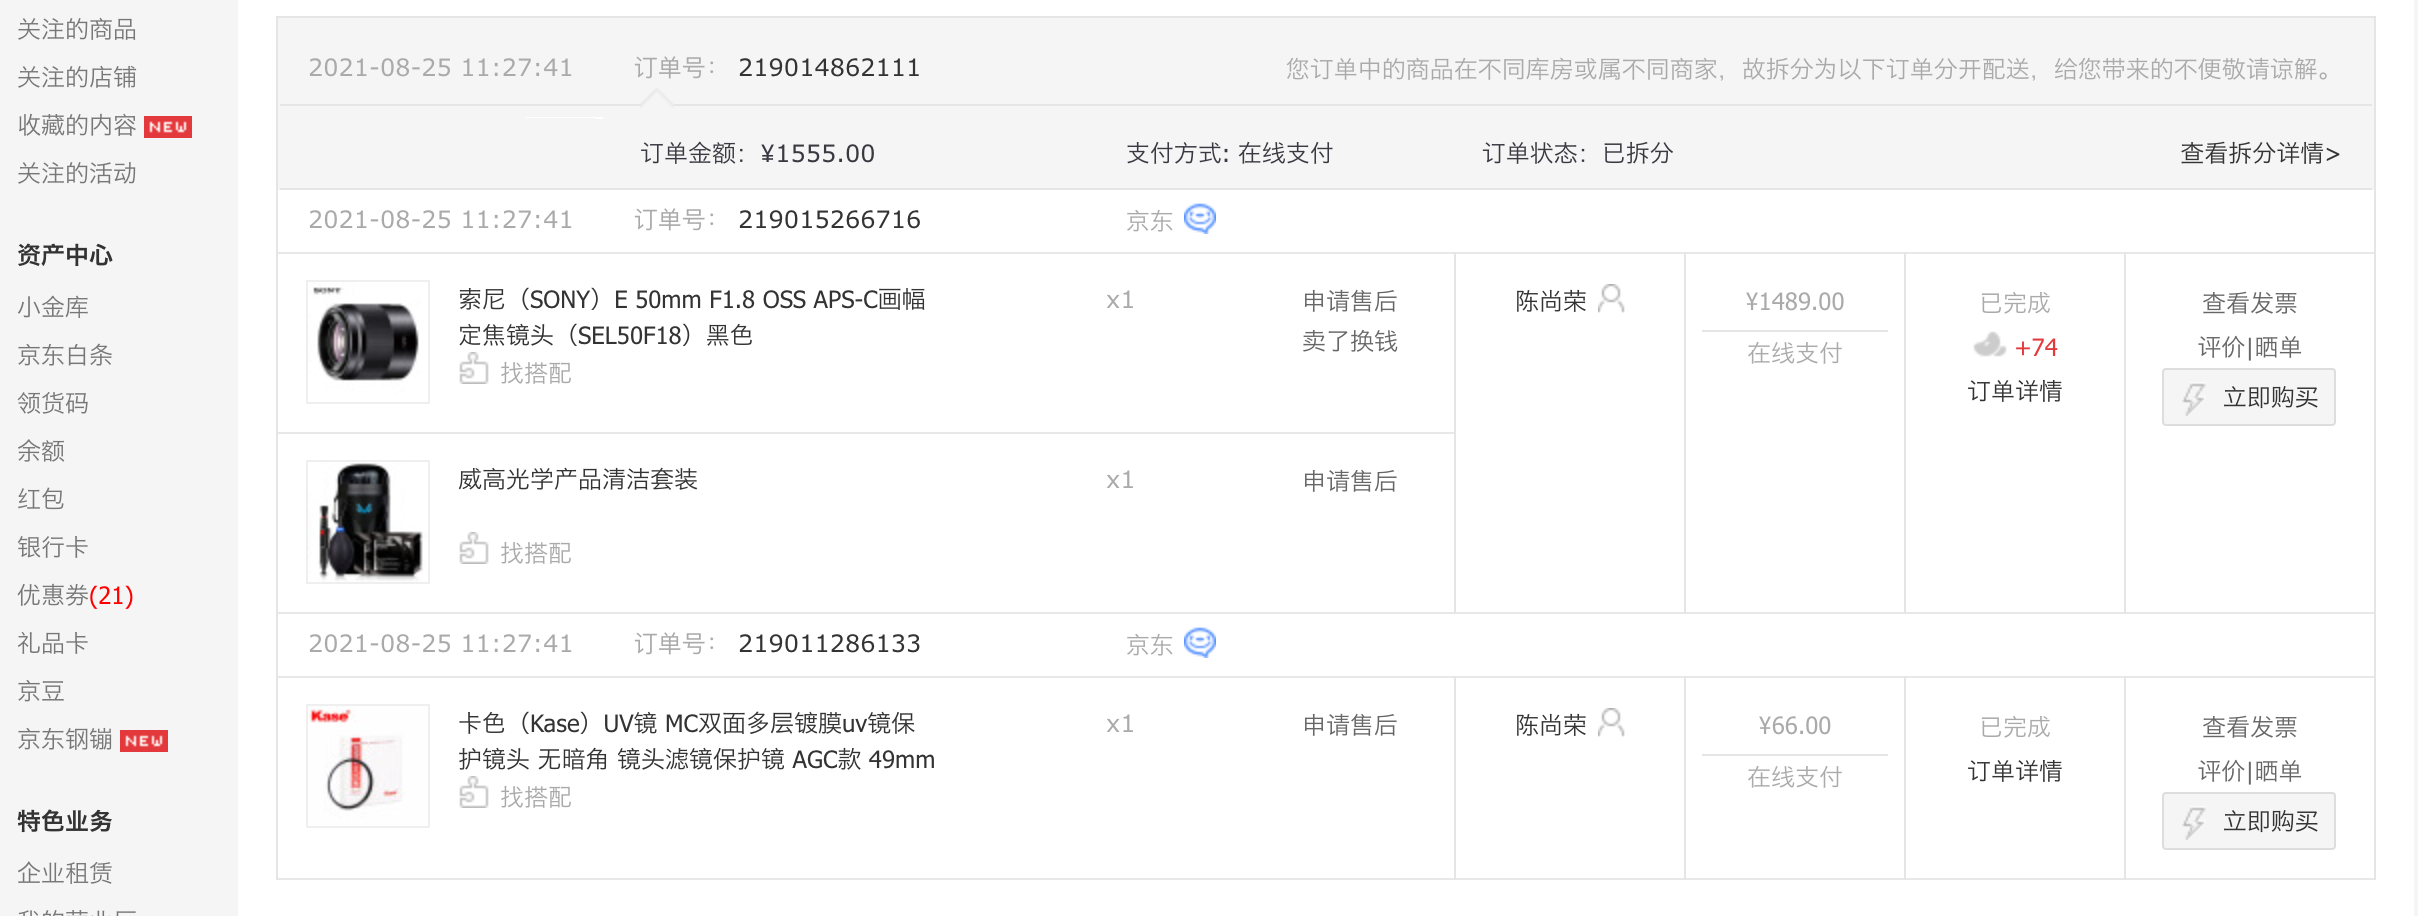 关注的商品
关注的店铺
收藏的内容 NEW
关注的活动
资产中心
小金库
京东白条
领货码
余额
红包
银行卡
优惠券(21)
礼品卡
京豆
京东钢镚 NEW
特色业务
企业租赁
2021-08-25 11:27:41 订单号： 219014862111 您订单中的商品在不同库房或属不同商家，故拆分为以下订单分开配送，给您带来的不便敬请谅解。
订单金额：¥1555.00 支付方式: 在线支付 订单状态：已拆分 查看拆分详情>
2021-08-25 11:27:41 订单号： 219015266716 京东
SONY
索尼（SONY）E 50mm F1.8 OSS APS-C画幅
定焦镜头（SEL50F18）黑色
找搭配
x1
申请售后
卖了换钱
陈尚荣
¥1489.00
在线支付
已完成
+74
订单详情
查看发票
评价|晒单
立即购买
威高光学产品清洁套装
找搭配
x1
申请售后
2021-08-25 11:27:41 订单号： 219011286133 京东
Kase
卡色（Kase）UV镜 MC双面多层镀膜uv镜保
护镜头 无暗角 镜头滤镜保护镜 AGC款 49mm
找搭配
x1
申请售后
陈尚荣
¥66.00
在线支付
已完成
订单详情
查看发票
评价|晒单
立即购买